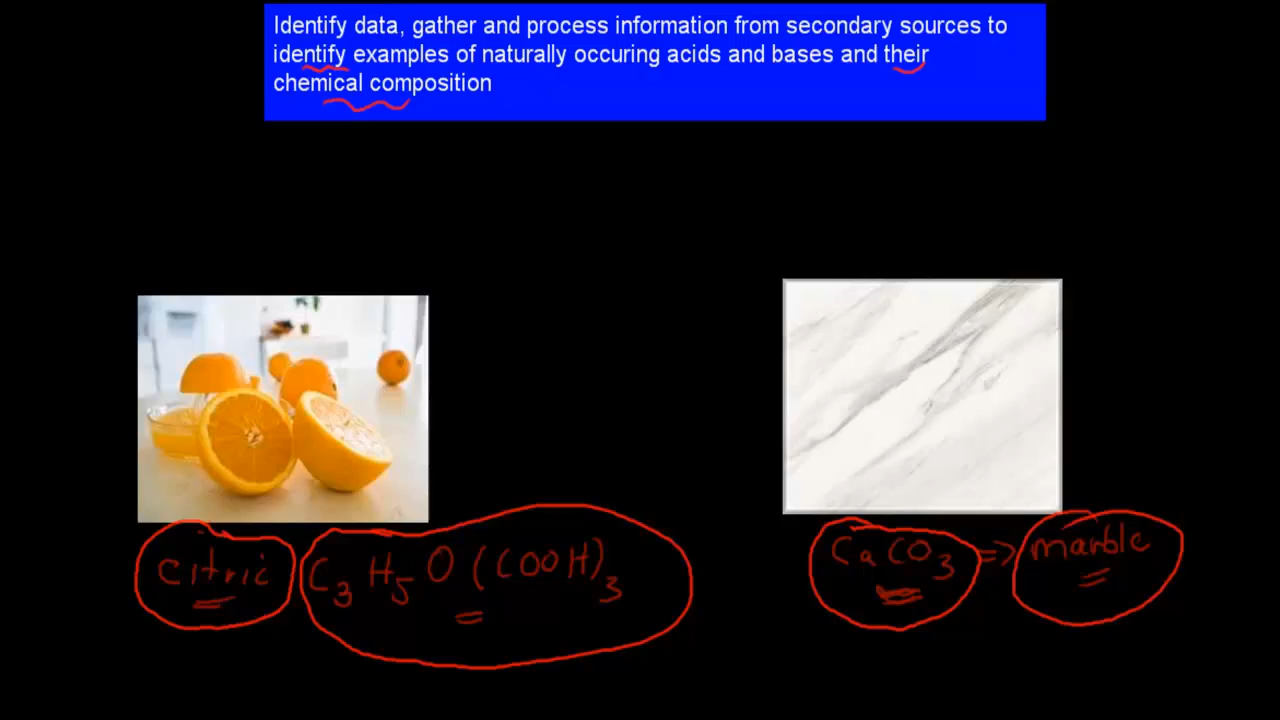 Identify data, gather and process information from secondary sources to
identify examples of naturally occuring acids and bases and their
chemical composition
citric C3H5O(COOH)3
CaCO3 => marble